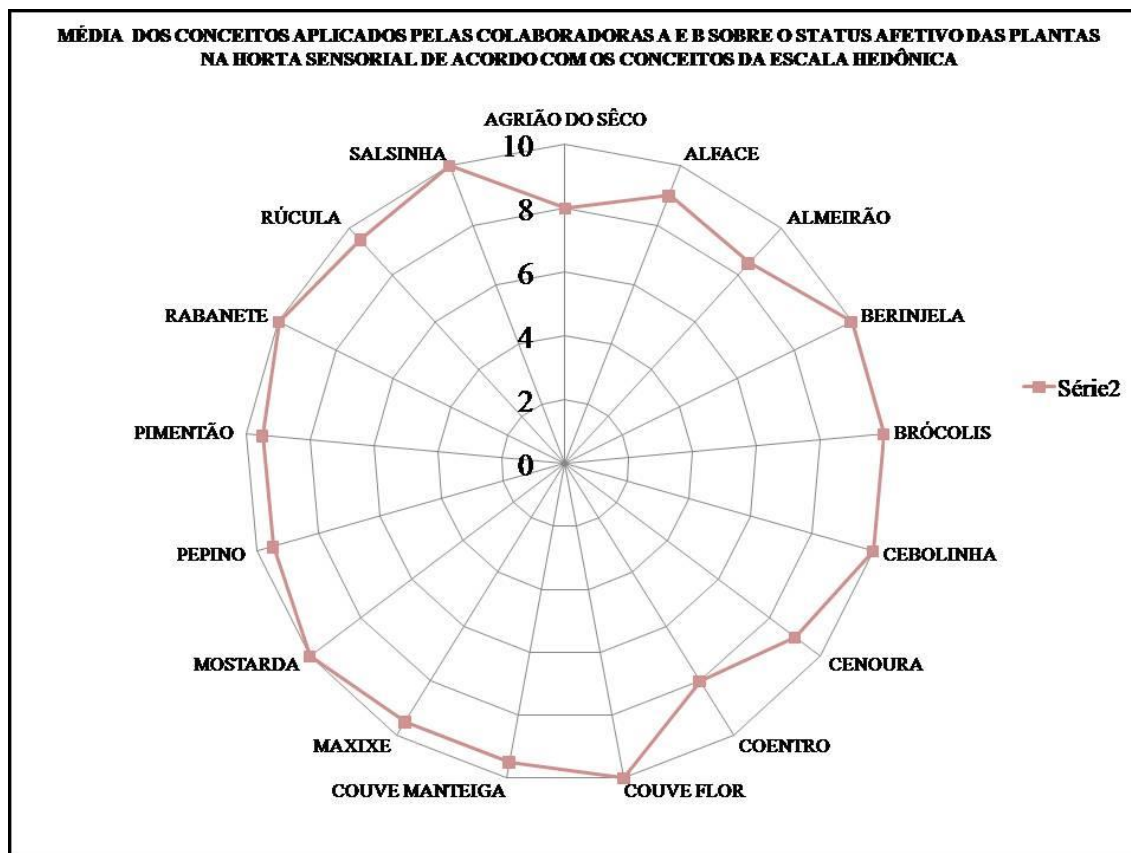 MÉDIA DOS CONCEITOS APLICADOS PELAS COLABORADORAS A E B SOBRE O STATUS AFETIVO DAS PLANTAS
NA HORTA SENSORIAL DE ACORDO COM OS CONCEITOS DA ESCALA HEDÔNICA
AGRIÃO DO SÊCO
ALFACE
ALMEIRÃO
BERINJELA
BRÓCOLIS
CEBOLINHA
CENOURA
COENTRO
COUVE FLOR
COUVE MANTEIGA
MAXIXE
MOSTARDA
PEPINO
PIMENTÃO
RABANETE
RÚCULA
SALSINHA
10
8
6
4
2
0
Série2